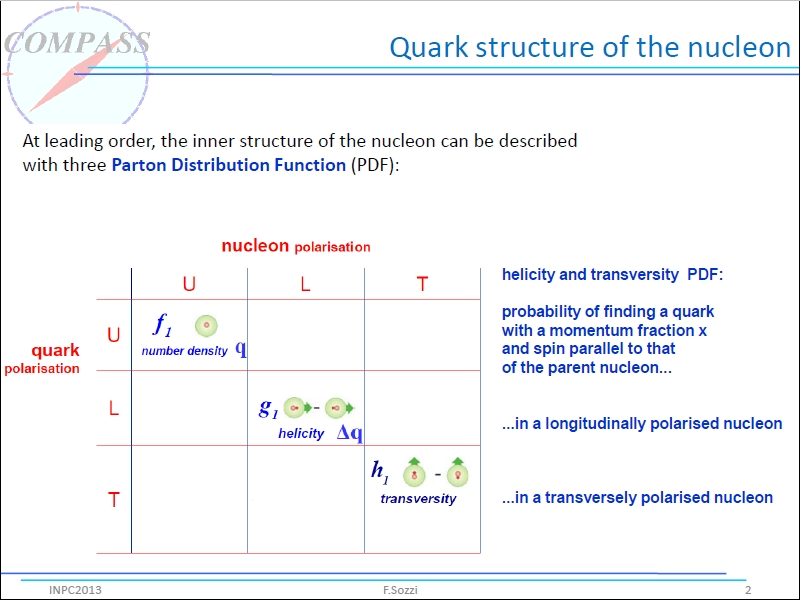 COMPASS
Quark structure of the nucleon
At leading order, the inner structure of the nucleon can be described
with three Parton Distribution Function (PDF):
nucleon polarisation
U L T
quark
polarisation
U
f1
number density q
L
g1 -
helicity Δq
T
h1 -
transversity
helicity and transversity PDF:
probability of finding a quark
with a momentum fraction x
and spin parallel to that
of the parent nucleon...
...in a longitudinally polarised nucleon
...in a transversely polarised nucleon
INPC2013 F.Sozzi 2